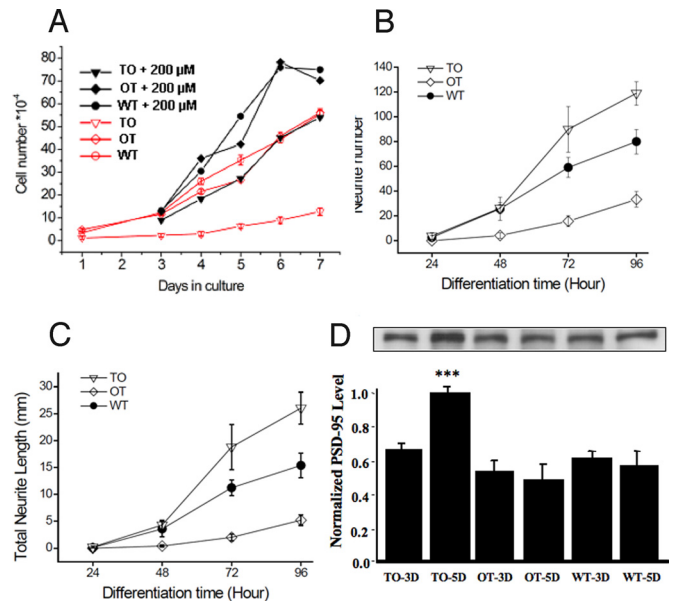 A
Cell number *10⁻⁴
80
70
60
50
40
30
20
10
0
TO + 200 µM
OT + 200 µM
WT + 200 µM
TO
OT
WT
1 2 3 4 5 6 7
Days in culture
B
Neurite number
140
120
100
80
60
40
20
0
TO
OT
WT
24 48 72 96
Differentiation time (Hour)
C
Total Neurite Length (mm)
30
25
20
15
10
5
0
TO
OT
WT
24 48 72 96
Differentiation time (Hour)
D
Normalized PSD-95 Level
1.0
0.8
0.6
0.4
0.2
0.0
***
TO-3D TO-5D OT-3D OT-5D WT-3D WT-5D